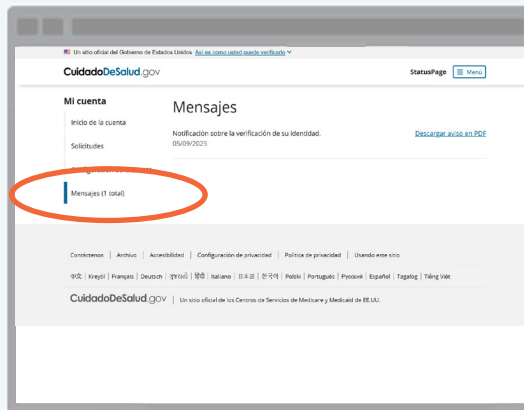 Un sitio oficial del Gobierno de Estados Unidos Así es como usted puede verificarlo
CuidadoDeSalud.gov
StatusPage
Menú
Mi cuenta
Inicio de la cuenta
Solicitudes
Mensajes (1 total)
Mensajes
Notificación sobre la verificación de su identidad.
Descargar aviso en PDF
05/09/2025
Contáctenos | Archivo | Accesibilidad | Configuración de privacidad | Política de privacidad | Usando este sitio
中文 | Kreyòl | Français | Deutsch | ગુજરાતી | हिंदी | Italiano | 日本語 | 한국어 | Polski | Português | Русский | Español | Tagalog | Tiếng Việt
CuidadoDeSalud.gov | Un sitio oficial de los Centros de Servicios de Medicare y Medicaid de EE.UU.